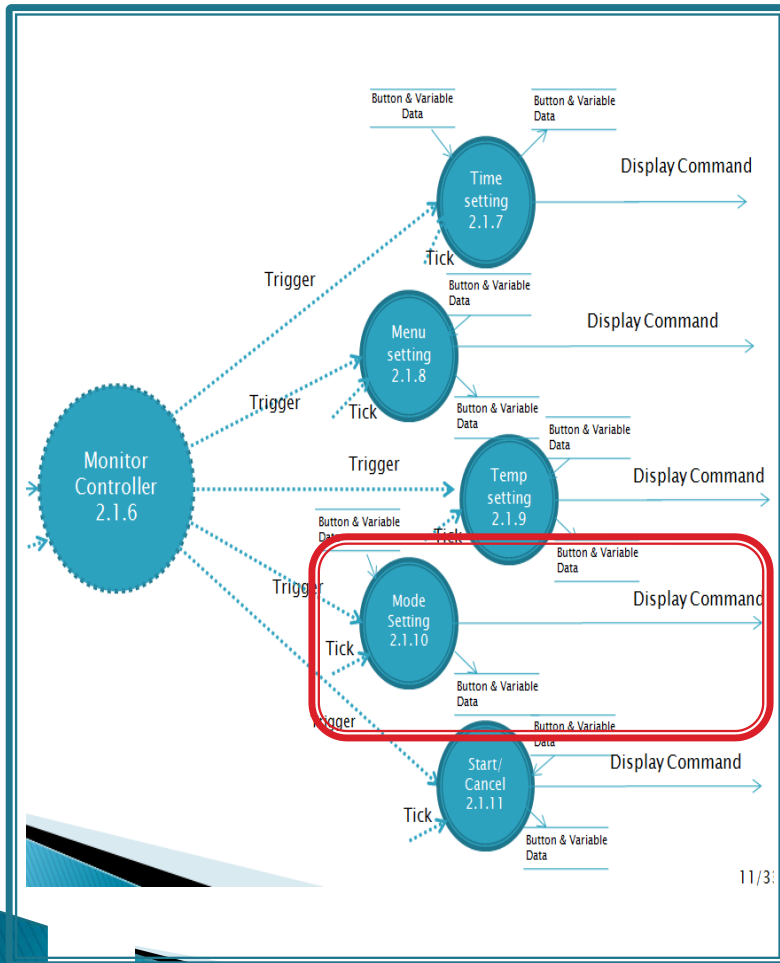 Button & Variable
Data
Button & Variable
Data
Time
setting
2.1.7
Display Command
Tick
Trigger
Button & Variable
Data
Menu
setting
2.1.8
Display Command
Trigger
Tick
Button & Variable
Data
Button & Variable
Data
Monitor
Controller
2.1.6
Trigger
Temp
setting
2.1.9
Display Command
Button & Variable
Data
Tick
Button & Variable
Data
Trigger
Mode
Setting
2.1.10
Display Command
Tick
Button & Variable
Data
Trigger
Button & Variable
Data
Start/
Cancel
2.1.11
Display Command
Tick
Button & Variable
Data